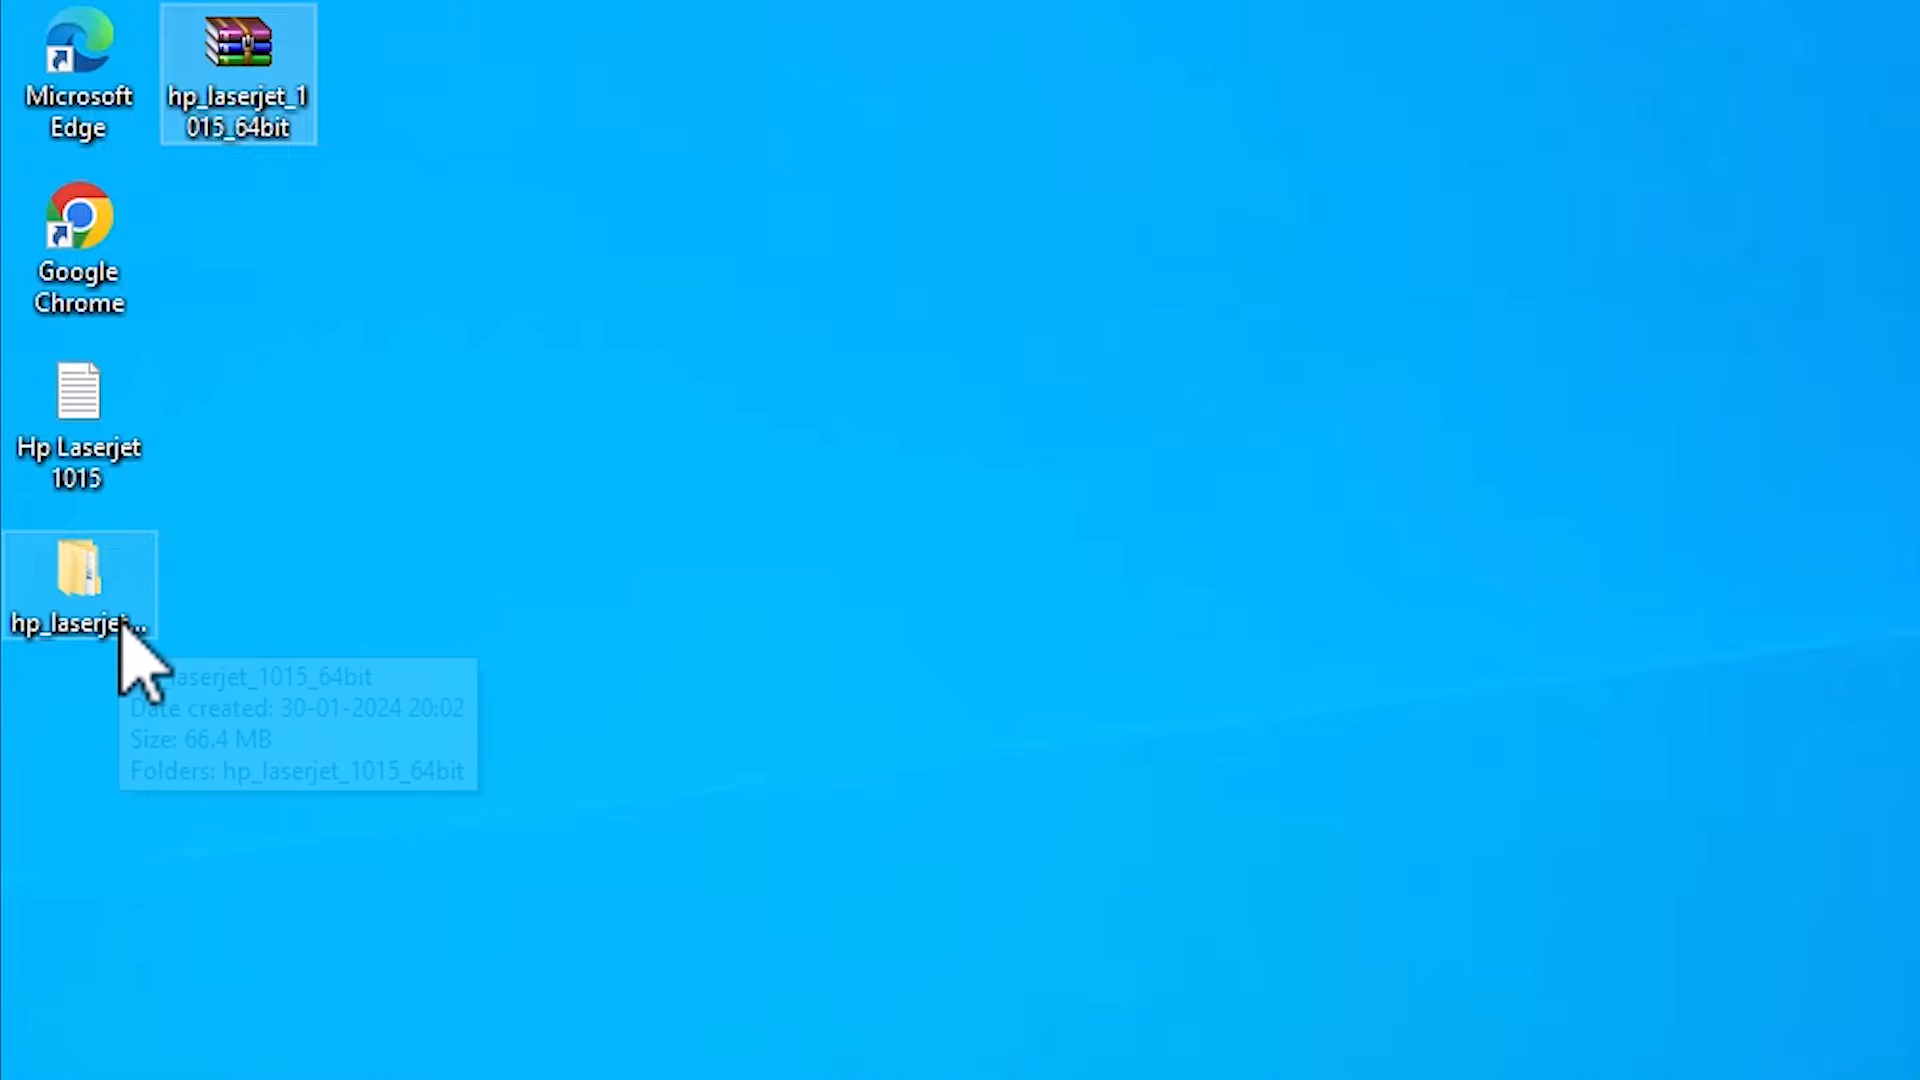 Microsoft
Edge
hp_laserjet_1
015_64bit
Google
Chrome
Hp Laserjet
1015
hp_laserjet...
laserjet_1015_64bit
Date created: 30-01-2024 20:02
Size: 66.4 MB
Folders: hp_laserjet_1015_64bit